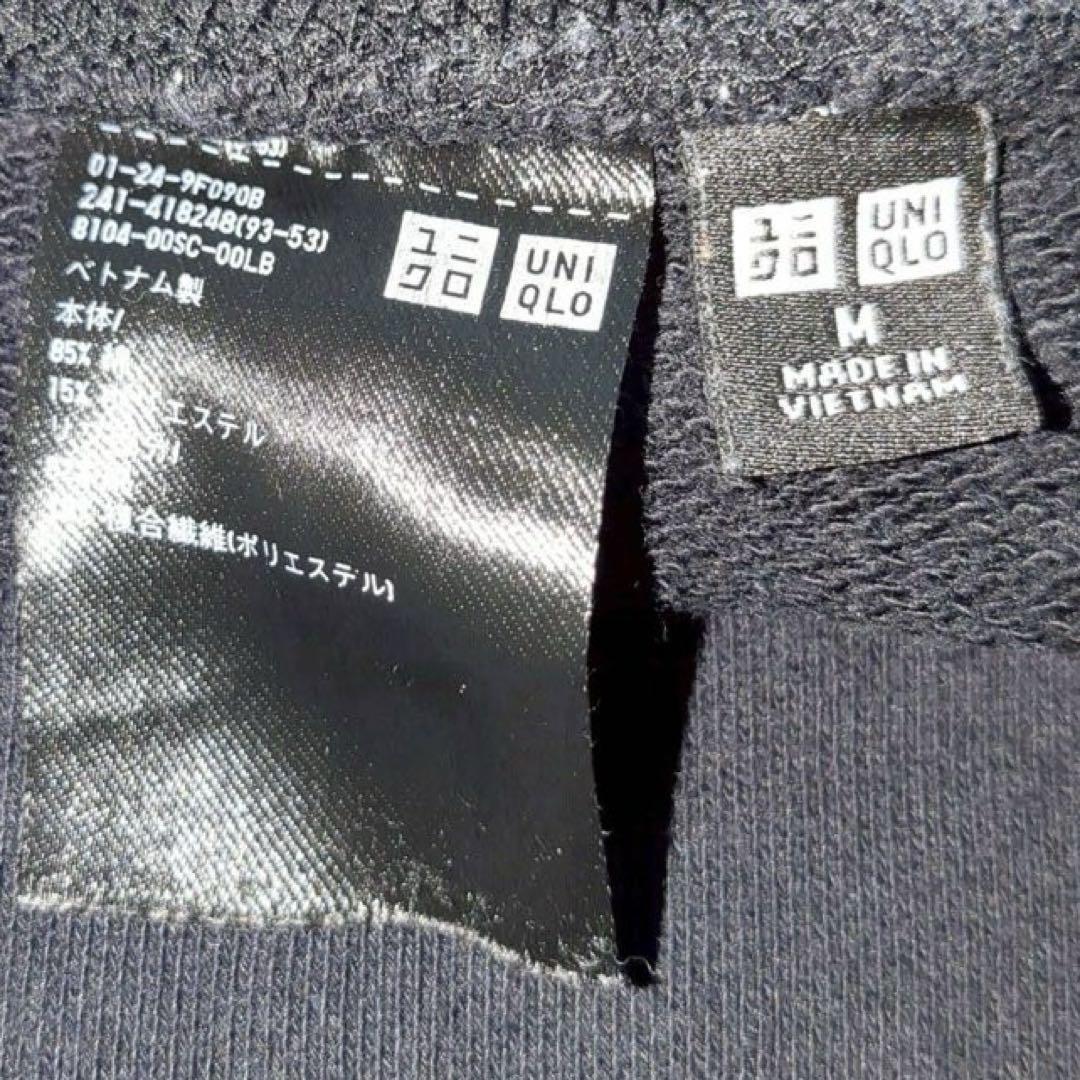 01-24-9F090B
241-418248(93-53)
8104-00SC-00LB
ベトナム製
本体/
85%
15% エステル
複合繊維(ポリエステル)
ユニ
クロ
UNI
QLO
ユニ
クロ
UNI
QLO
M
MADE IN
VIETNAM